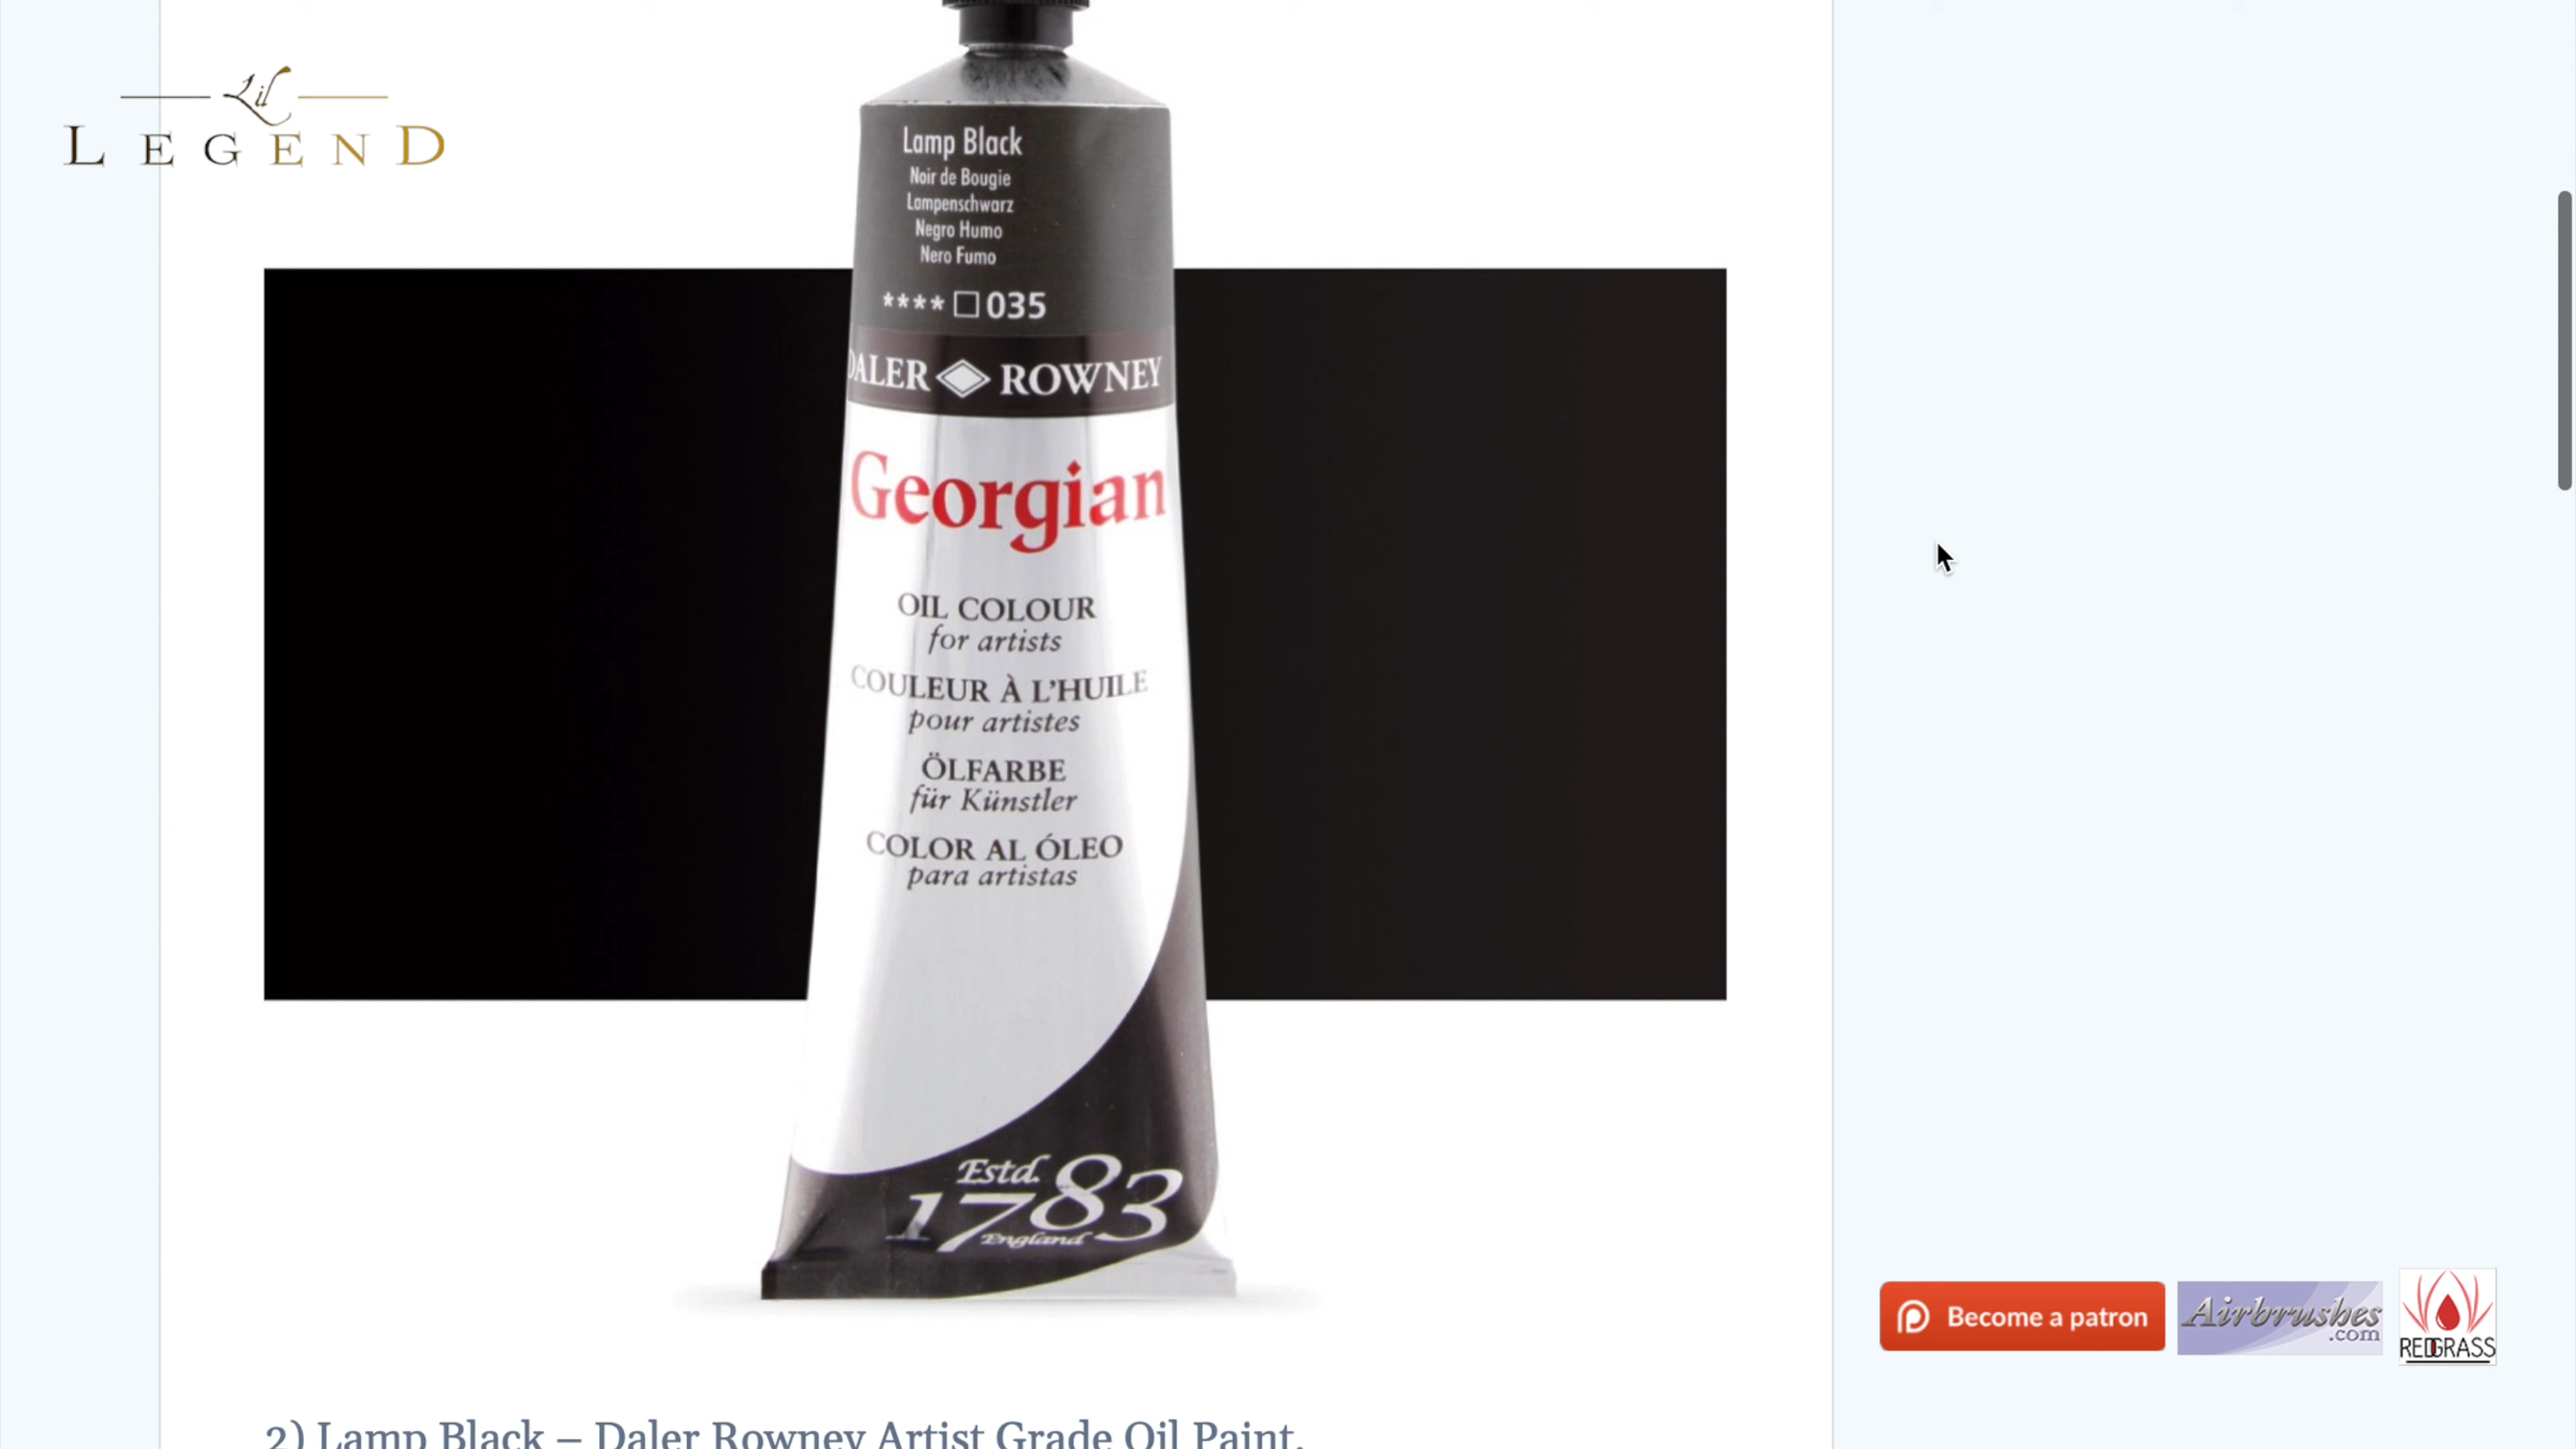 Lil
LEGEND
Lamp Black
Noir de Bougie
Lampenschwarz
Negro Humo
Nero Fumo
**** 035
DALER ROWNEY
Georgian
OIL COLOUR
for artists
COULEUR À L'HUILE
pour artistes
ÖLFARBE
für Künstler
COLOR AL ÓLEO
para artistas
Estd.
1783
England
Become a patron
Airbrushes
.com
REDGRASS
2) Lamp Black – Daler Rowney Artist Grade Oil Paint.